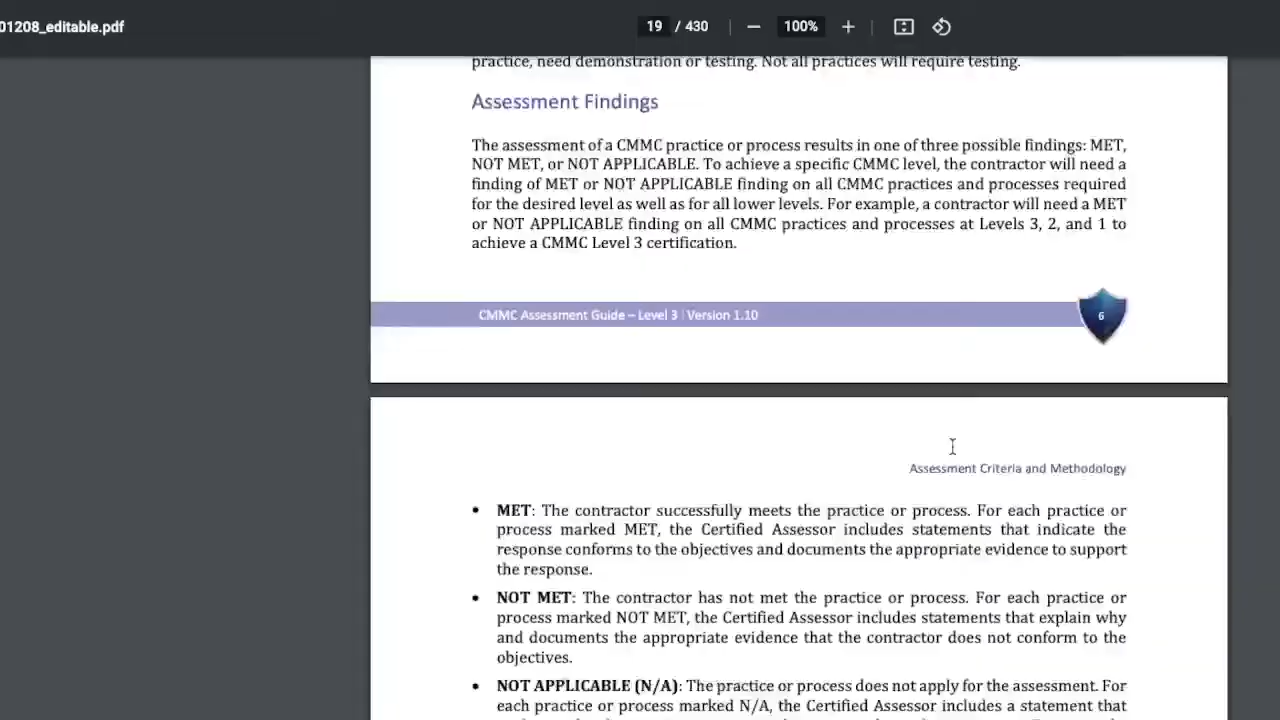 01208_editable.pdf
19 / 430
100%
practice, need demonstration or testing. Not all practices will require testing.
Assessment Findings
The assessment of a CMMC practice or process results in one of three possible findings: MET,
NOT MET, or NOT APPLICABLE. To achieve a specific CMMC level, the contractor will need a
finding of MET or NOT APPLICABLE finding on all CMMC practices and processes required
for the desired level as well as for all lower levels. For example, a contractor will need a MET
or NOT APPLICABLE finding on all CMMC practices and processes at Levels 3, 2, and 1 to
achieve a CMMC Level 3 certification.
CMMC Assessment Guide – Level 3 | Version 1.10
6
Assessment Criteria and Methodology
• MET: The contractor successfully meets the practice or process. For each practice or
process marked MET, the Certified Assessor includes statements that indicate the
response conforms to the objectives and documents the appropriate evidence to support
the response.
• NOT MET: The contractor has not met the practice or process. For each practice or
process marked NOT MET, the Certified Assessor includes statements that explain why
and documents the appropriate evidence that the contractor does not conform to the
objectives.
• NOT APPLICABLE (N/A): The practice or process does not apply for the assessment. For
each practice or process marked N/A, the Certified Assessor includes a statement that